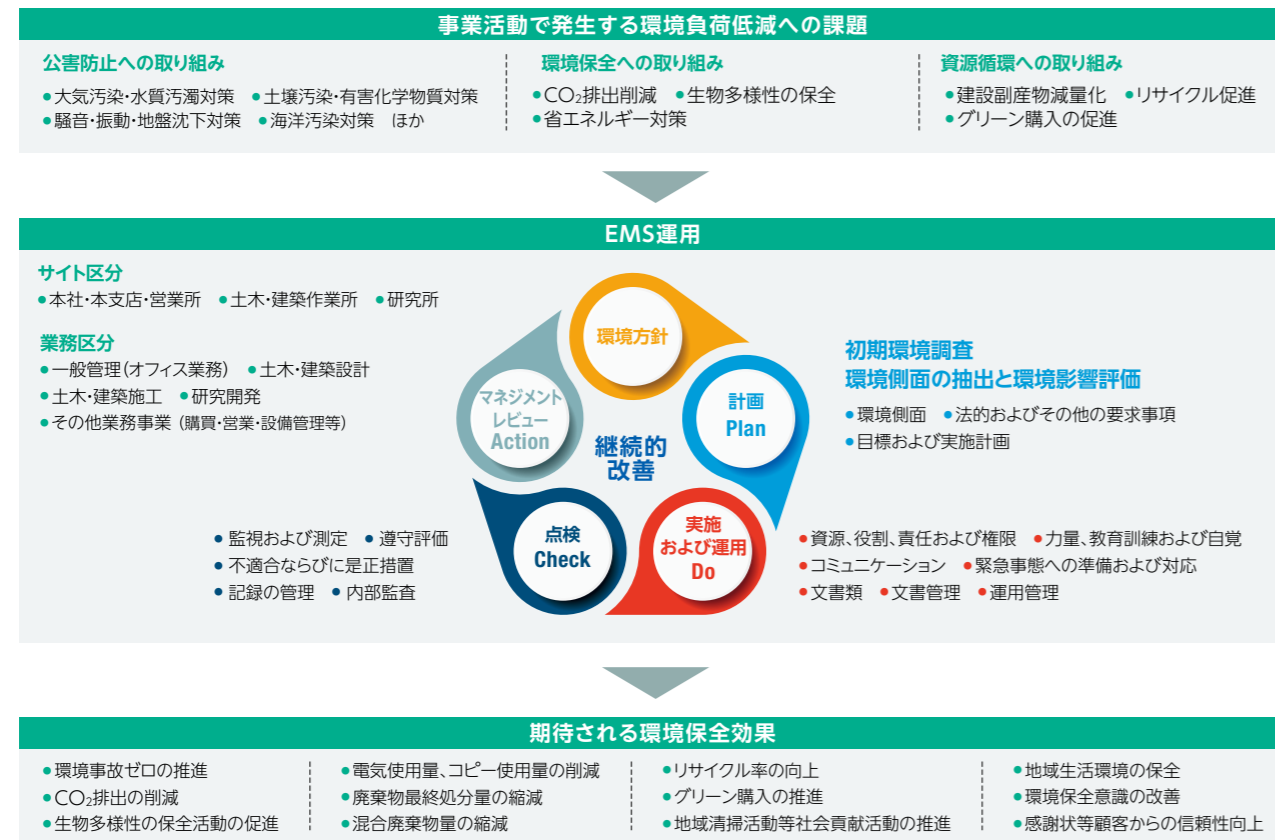 事業活動で発生する環境負荷低減への課題
公害防止への取り組み
●大気汚染・水質汚濁対策 ●土壌汚染・有害化学物質対策
●騒音・振動・地盤沈下対策 ●海洋汚染対策 ほか
環境保全への取り組み
●CO₂排出削減 ●生物多様性の保全
●省エネルギー対策
資源循環への取り組み
●建設副産物減量化 ●リサイクル促進
●グリーン購入の促進
EMS運用
サイト区分
●本社・本支店・営業所 ●土木・建築作業所 ●研究所
業務区分
●一般管理(オフィス業務) ●土木・建築設計
●土木・建築施工 ●研究開発
●その他業務事業(購買・営業・設備管理等)
環境方針
計画
Plan
初期環境調査
環境側面の抽出と環境影響評価
●環境側面 ●法的およびその他の要求事項
●目標および実施計画
マネジメント
レビュー
Action
継続的
改善
点検
Check
●監視および測定 ●遵守評価
●不適合ならびに是正措置
●記録の管理 ●内部監査
実施
および運用
Do
●資源、役割、責任および権限 ●力量、教育訓練および自覚
●コミュニケーション ●緊急事態への準備および対応
●文書類 ●文書管理 ●運用管理
期待される環境保全効果
●環境事故ゼロの推進
●CO₂排出の削減
●生物多様性の保全活動の促進
●電気使用量、コピー使用量の削減
●廃棄物最終処分量の縮減
●混合廃棄物量の縮減
●リサイクル率の向上
●グリーン購入の推進
●地域清掃活動等社会貢献活動の推進
●地域生活環境の保全
●環境保全意識の改善
●感謝状等顧客からの信頼性向上